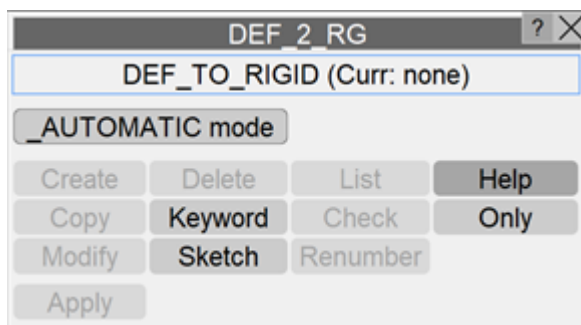 DEF_2_RG ? X
DEF_TO_RIGID (Curr: none)
_AUTOMATIC mode
Create Delete List Help
Copy Keyword Check Only
Modify Sketch Renumber
Apply